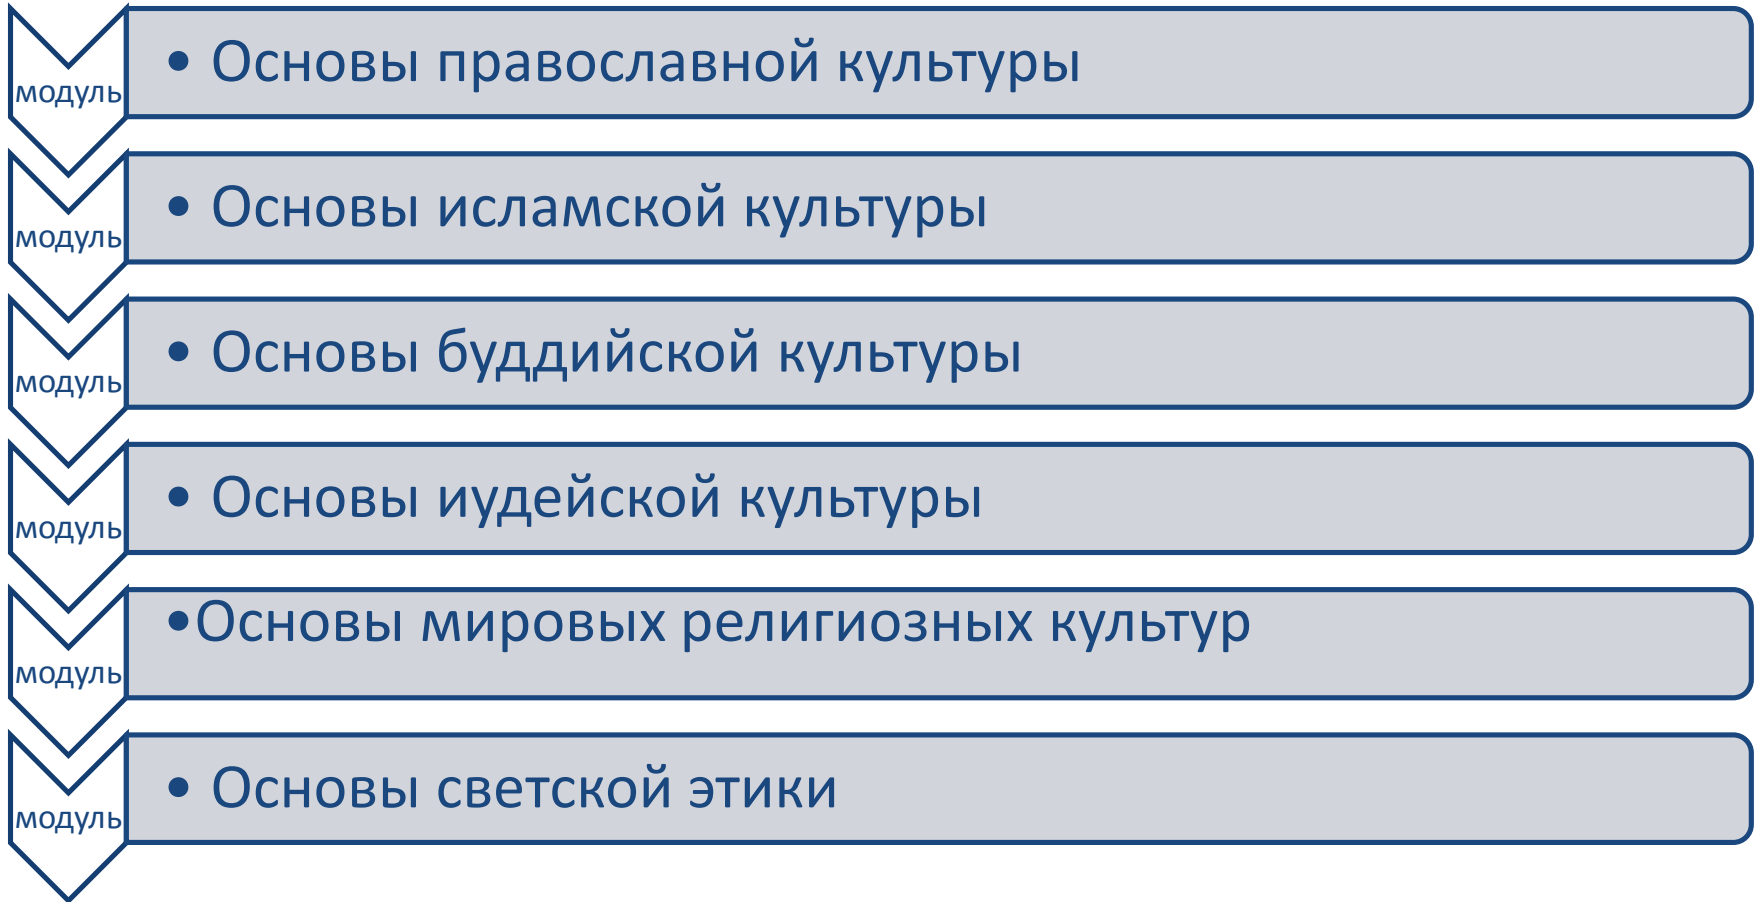 модуль
• Основы православной культуры
модуль
• Основы исламской культуры
модуль
• Основы буддийской культуры
модуль
• Основы иудейской культуры
модуль
•Основы мировых религиозных культур
модуль
• Основы светской этики